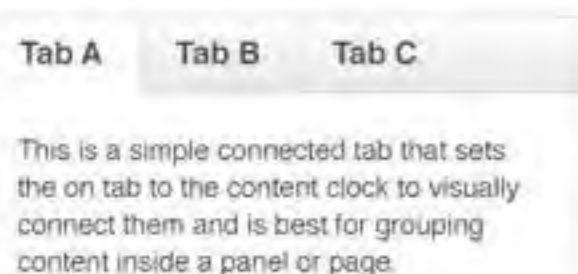 Tab A Tab B Tab C
This is a simple connected tab that sets
the on tab to the content clock to visually
connect them and is best for grouping
content inside a panel or page.